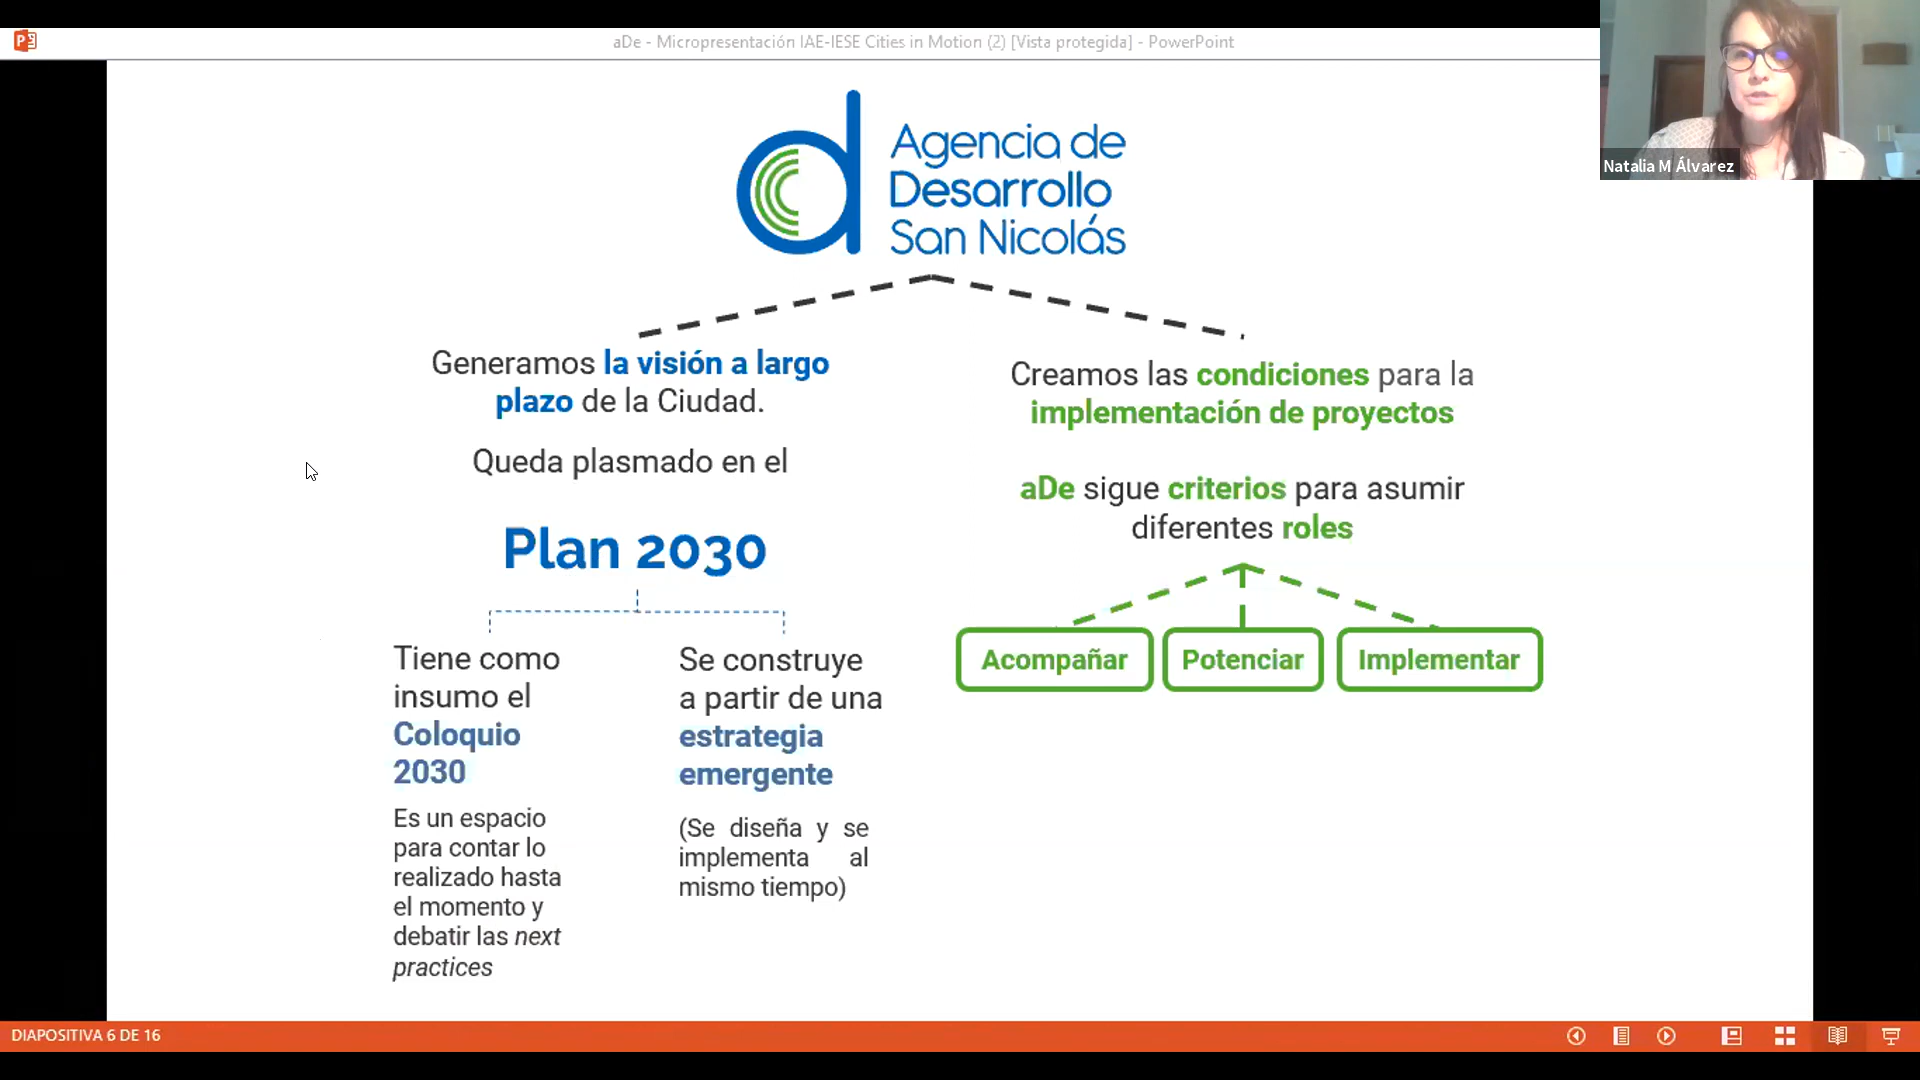 aDe - Micropresentación IAE-IESE Cities in Motion (2) [Vista protegida] - PowerPoint
Natalia M Álvarez
Agencia de
Desarrollo
San Nicolás
Generamos la visión a largo
plazo de la Ciudad.
Queda plasmado en el
Plan 2030
Tiene como
insumo el
Coloquio
2030
Es un espacio
para contar lo
realizado hasta
el momento y
debatir las next
practices
Se construye
a partir de una
estrategia
emergente
(Se diseña y se
implementa al
mismo tiempo)
Creamos las condiciones para la
implementación de proyectos
aDe sigue criterios para asumir
diferentes roles
Acompañar
Potenciar
Implementar
DIAPOSITIVA 6 DE 16